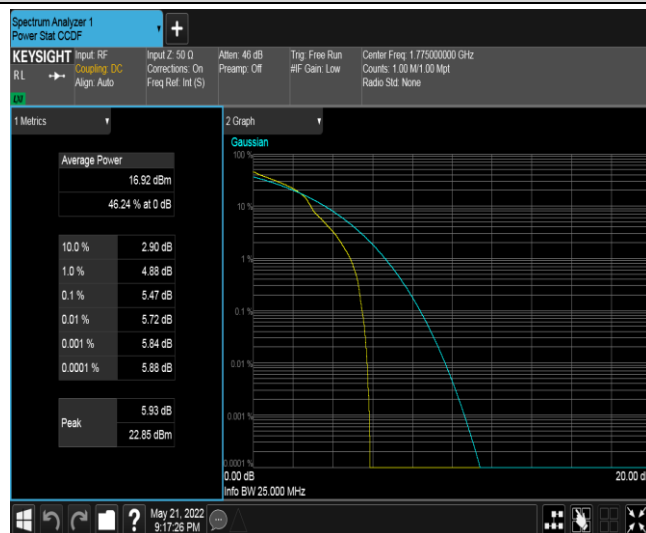 Spectrum Analyzer 1
Power Stat CCDF
+
KEYSIGHT
RL
Input: RF
Coupling: DC
Align: Auto
Input Z: 50 Ω
Corrections: On
Freq Ref: Int (S)
Atten: 46 dB
Preamp: Off
Trig: Free Run
#IF Gain: Low
Center Freq: 1.775000000 GHz
Counts: 1.00 M/1.00 Mpt
Radio Std: None
1 Metrics
Average Power
16.92 dBm
46.24 % at 0 dB
10.0 % 2.90 dB
1.0 % 4.88 dB
0.1 % 5.47 dB
0.01 % 5.72 dB
0.001 % 5.84 dB
0.0001 % 5.88 dB
Peak
5.93 dB
22.85 dBm
2 Graph
Gaussian
100 %
10 %
1 %
0.1 %
0.01 %
0.001 %
0.0001 %
0.00 dB
20.00 d
Info BW 25.000 MHz
?
May 21, 2022
9:17:26 PM